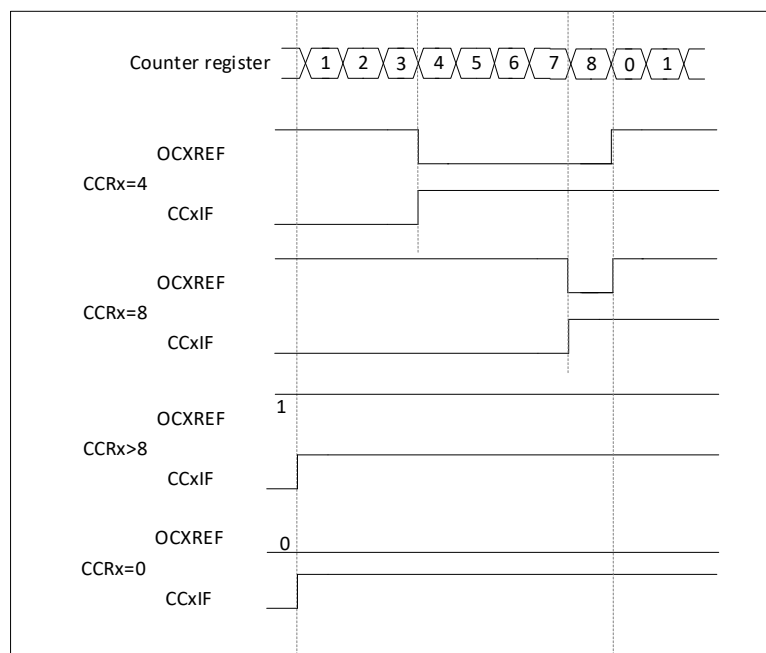 Counter register 1 2 3 4 5 6 7 8 0 1
OCXREF
CCRx=4
CCxIF
OCXREF
CCRx=8
CCxIF
1
OCXREF
CCRx>8
CCxIF
OCXREF 0
CCRx=0
CCxIF